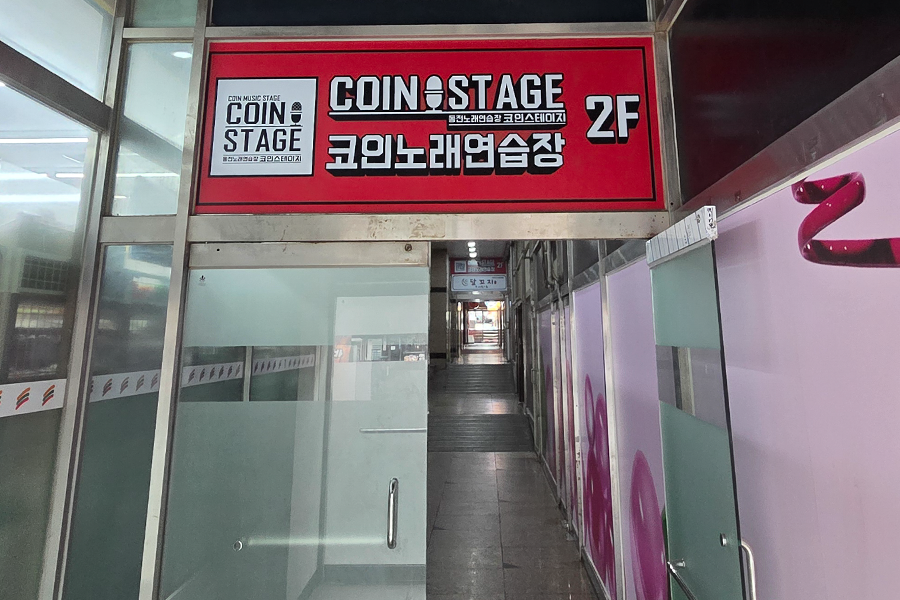 COIN MUSIC STAGE
COIN
STAGE
동전노래연습장 코인스테이지
COIN STAGE
동전노래연습장 코인스테이지
코인노래연습장
2F
2F